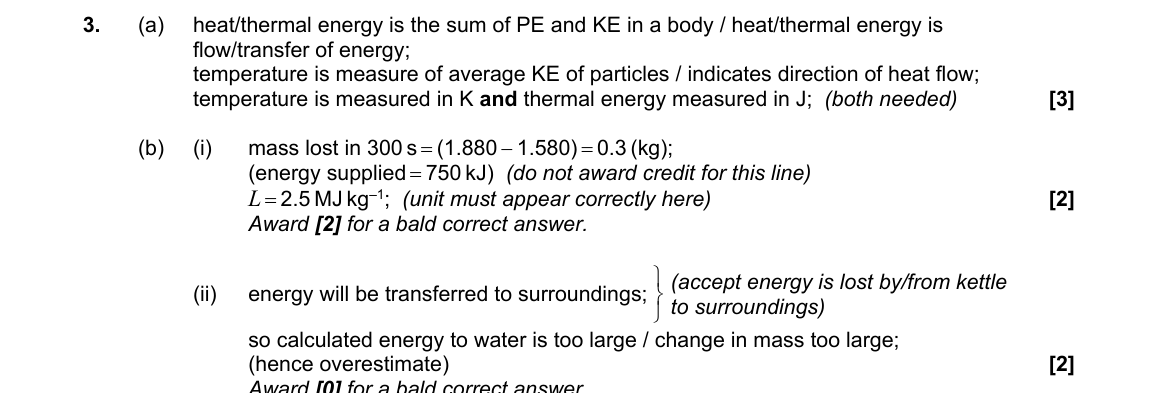 3. (a) heat/thermal energy is the sum of PE and KE in a body / heat/thermal energy is
flow/transfer of energy;
temperature is measure of average KE of particles / indicates direction of heat flow;
temperature is measured in K and thermal energy measured in J; (both needed) [3]
(b) (i) mass lost in 300 s = (1.880 – 1.580) = 0.3 (kg);
(energy supplied = 750 kJ) (do not award credit for this line)
L = 2.5 MJ kg⁻¹; (unit must appear correctly here) [2]
Award [2] for a bald correct answer.
(ii) energy will be transferred to surroundings; (accept energy is lost by/from kettle
to surroundings)
so calculated energy to water is too large / change in mass too large;
(hence overestimate) [2]
Award [0] for a bald correct answer